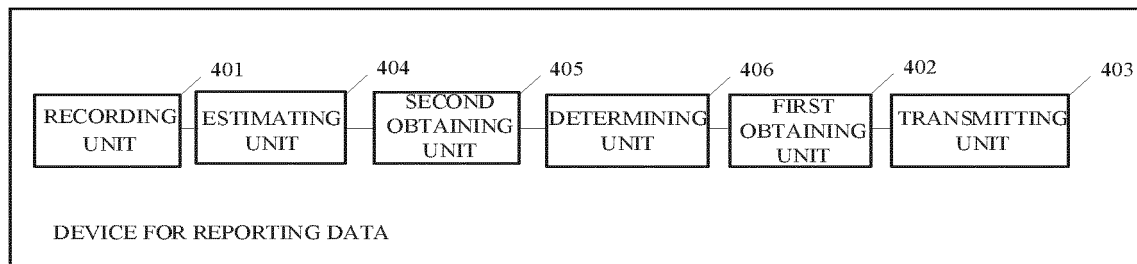 401
404
405
406
402
403
RECORDING
UNIT
ESTIMATING
UNIT
SECOND
OBTAINING
UNIT
DETERMINING
UNIT
FIRST
OBTAINING
UNIT
TRANSMITTING
UNIT
DEVICE FOR REPORTING DATA